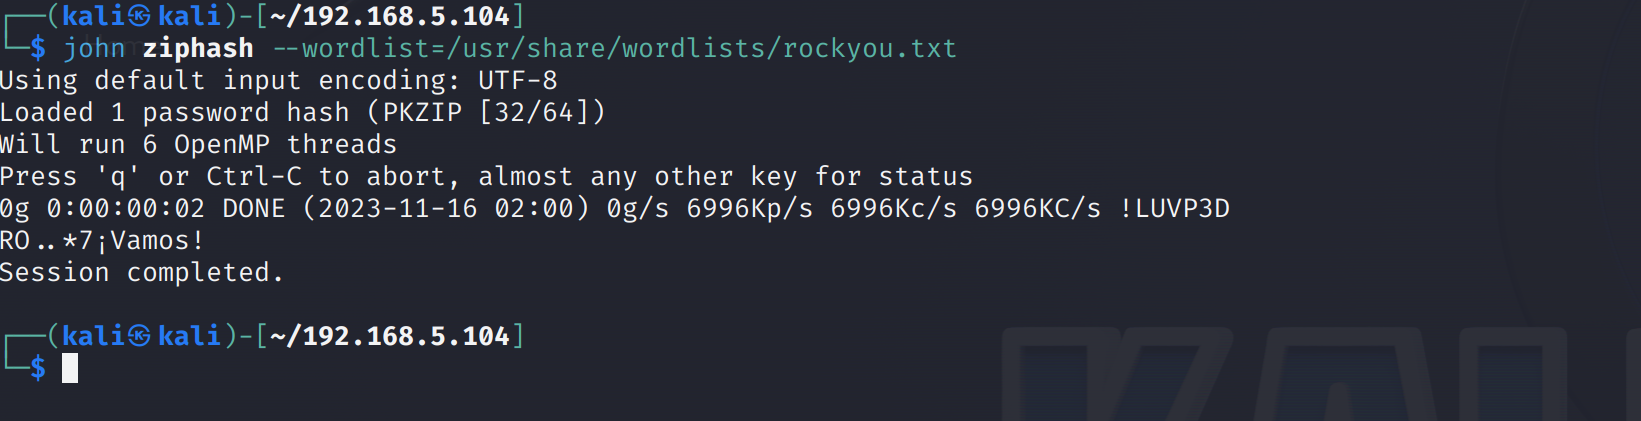 ┌──(kali㉿kali)-[~/192.168.5.104]
└─$ john ziphash --wordlist=/usr/share/wordlists/rockyou.txt
Using default input encoding: UTF-8
Loaded 1 password hash (PKZIP [32/64])
Will run 6 OpenMP threads
Press 'q' or Ctrl-C to abort, almost any other key for status
0g 0:00:00:02 DONE (2023-11-16 02:00) 0g/s 6996Kp/s 6996Kc/s 6996KC/s !LUVP3D
RO..*7¡Vamos!
Session completed.
┌──(kali㉿kali)-[~/192.168.5.104]
└─$